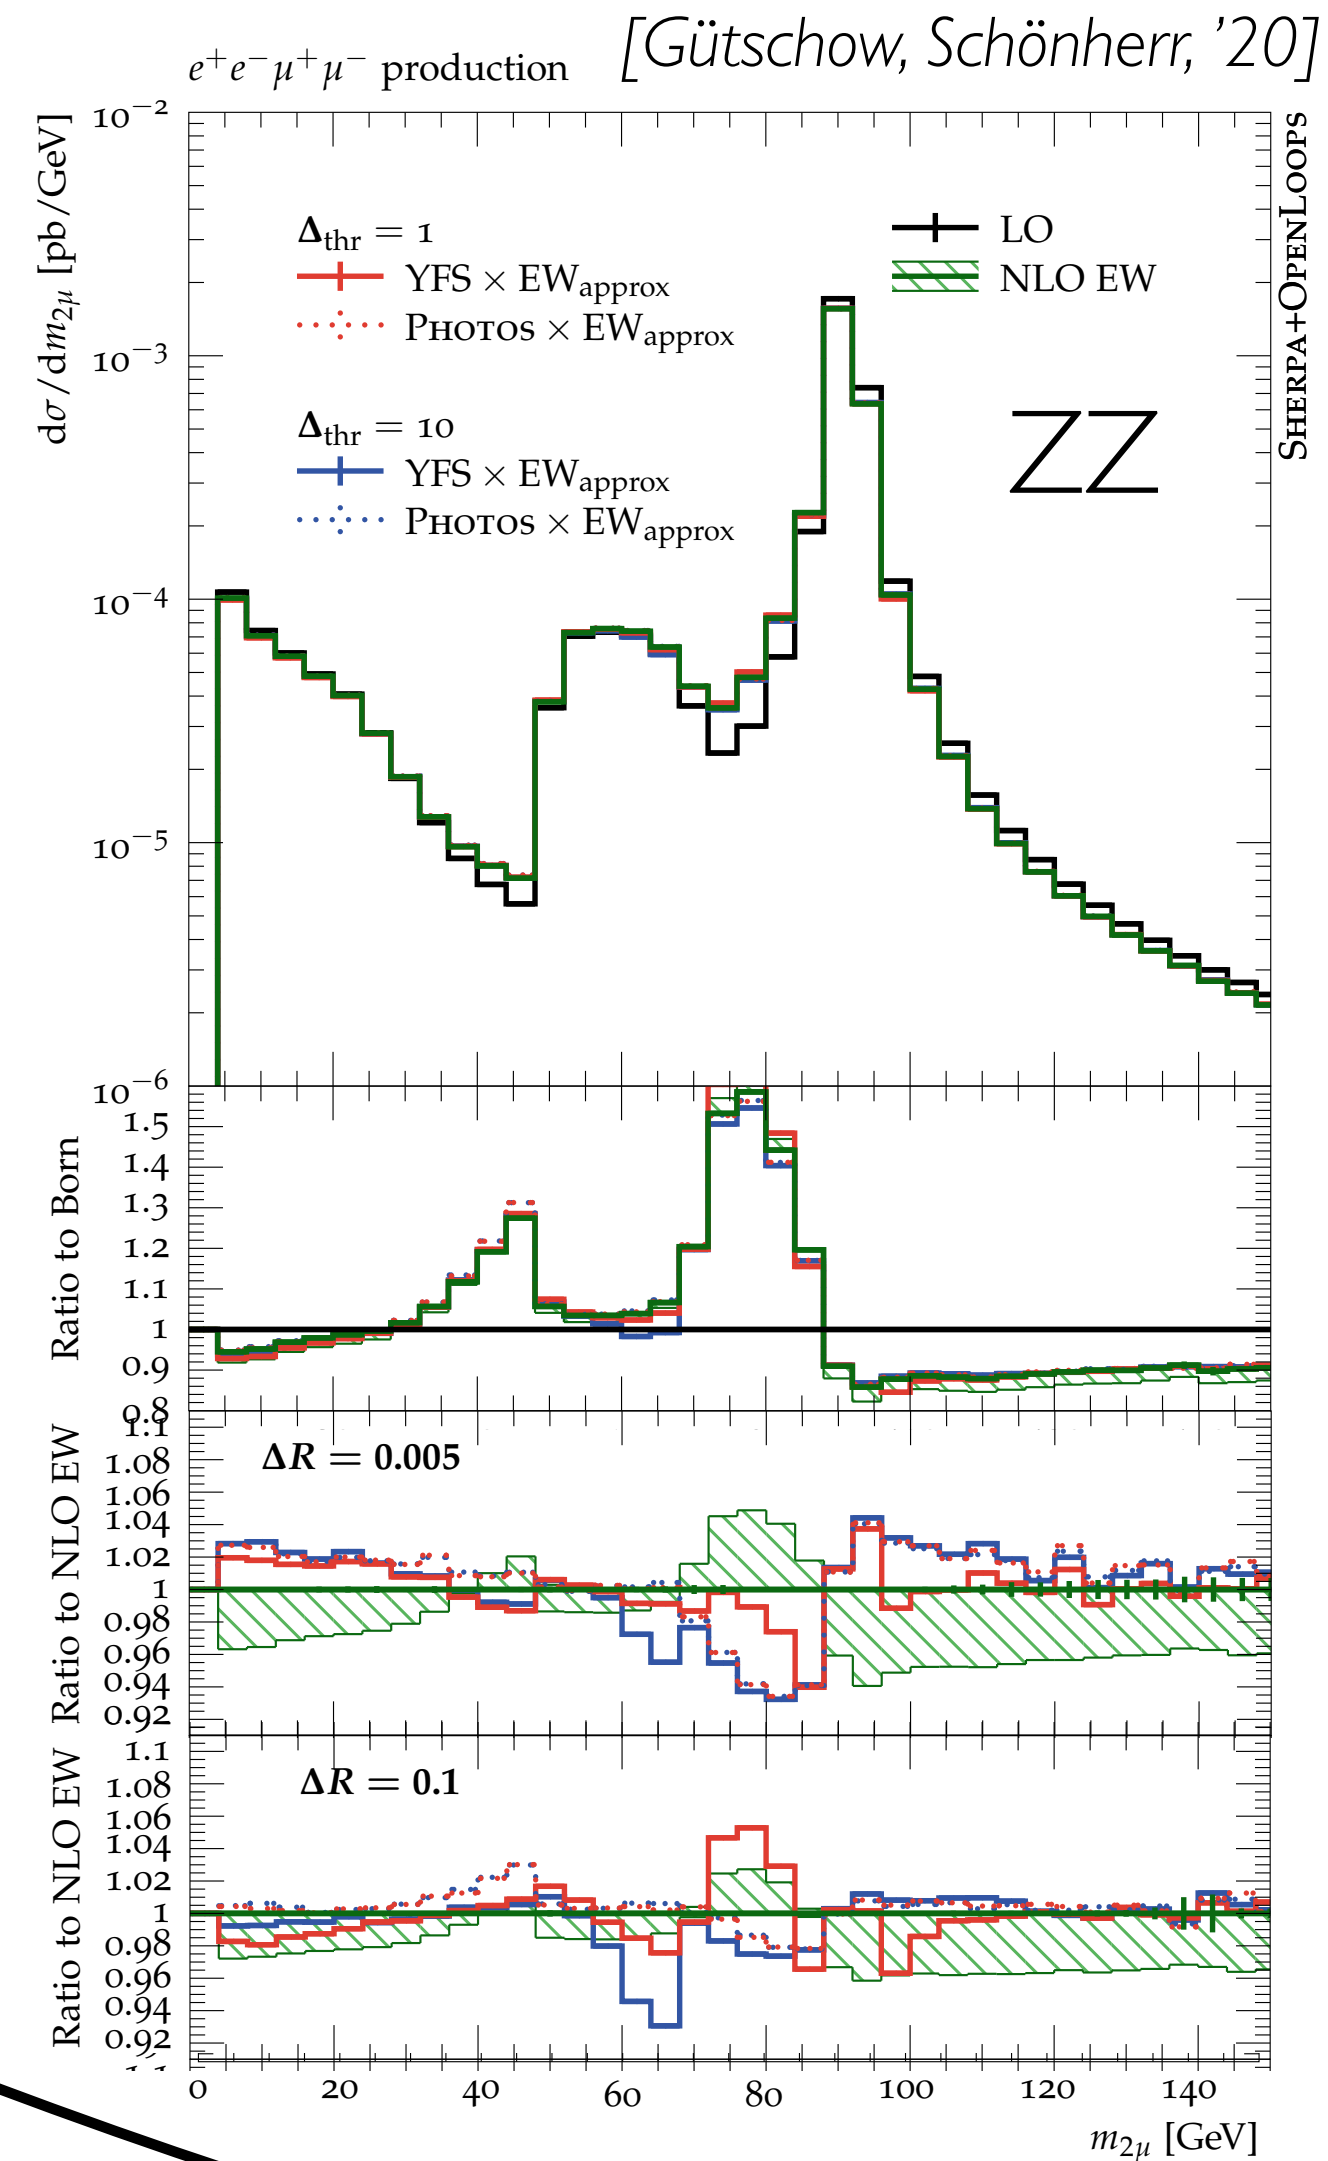 [Gütschow, Schönherr, ’20]
e⁺e⁻μ⁺μ⁻ production
dσ/dm₂μ [pb/GeV]
SHERPA+OPENLOOPS
10⁻²
10⁻³
10⁻⁴
10⁻⁵
10⁻⁶
Δthr = 1
YFS × EWapprox
PHOTOS × EWapprox
Δthr = 10
YFS × EWapprox
PHOTOS × EWapprox
LO
NLO EW
ZZ
Ratio to Born
1.5
1.4
1.3
1.2
1.1
1
0.9
0.8
Ratio to NLO EW
ΔR = 0.005
1.1
1.08
1.06
1.04
1.02
1
0.98
0.96
0.94
0.92
Ratio to NLO EW
ΔR = 0.1
1.1
1.08
1.06
1.04
1.02
1
0.98
0.96
0.94
0.92
0 20 40 60 80 100 120 140
m₂μ [GeV]